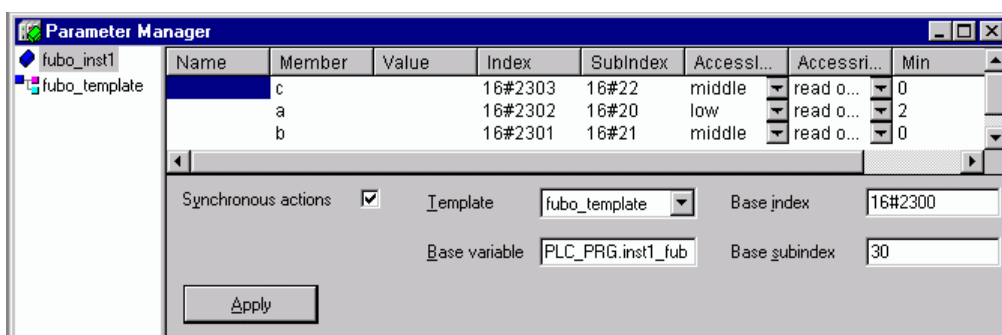 Parameter Manager
fubo_inst1
fubo_template
Name Member Value Index SubIndex Accessl... Accessri... Min
c 16#2303 16#22 middle read o... 0
a 16#2302 16#20 low read o... 2
b 16#2301 16#21 middle read o... 0
Synchronous actions Template fubo_template Base index 16#2300
Base variable PLC_PRG.inst1_fub Base subindex 30
Apply